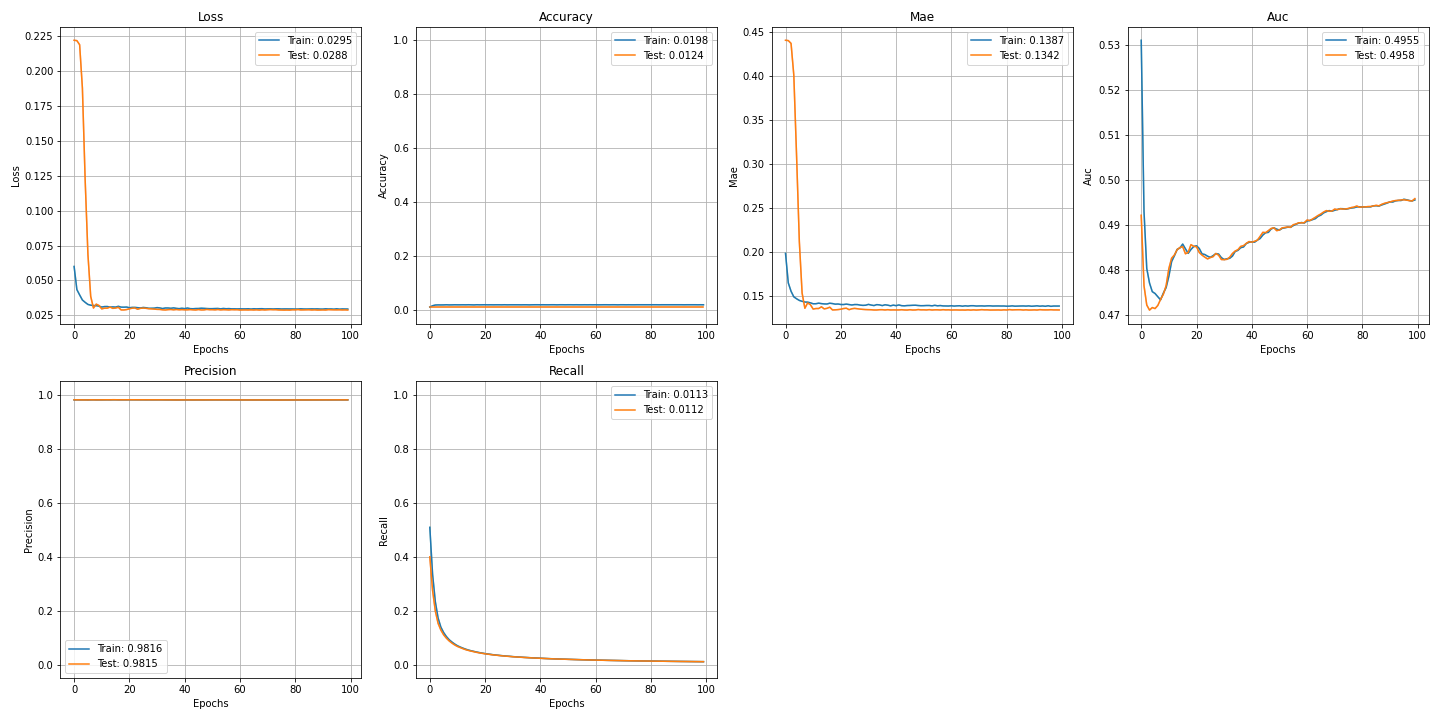 Loss
Train: 0.0295
Test: 0.0288
0.225
0.200
0.175
0.150
0.125
0.100
0.075
0.050
0.025
Loss
0 20 40 60 80 100
Epochs
Accuracy
Train: 0.0198
Test: 0.0124
1.0
0.8
0.6
0.4
0.2
0.0
Accuracy
0 20 40 60 80 100
Epochs
Mae
Train: 0.1387
Test: 0.1342
0.45
0.40
0.35
0.30
0.25
0.20
0.15
Mae
0 20 40 60 80 100
Epochs
Auc
Train: 0.4955
Test: 0.4958
0.53
0.52
0.51
0.50
0.49
0.48
0.47
Auc
0 20 40 60 80 100
Epochs
Precision
1.0
0.8
0.6
0.4
0.2
0.0
Precision
Train: 0.9816
Test: 0.9815
0 20 40 60 80 100
Epochs
Recall
Train: 0.0113
Test: 0.0112
1.0
0.8
0.6
0.4
0.2
0.0
Recall
0 20 40 60 80 100
Epochs